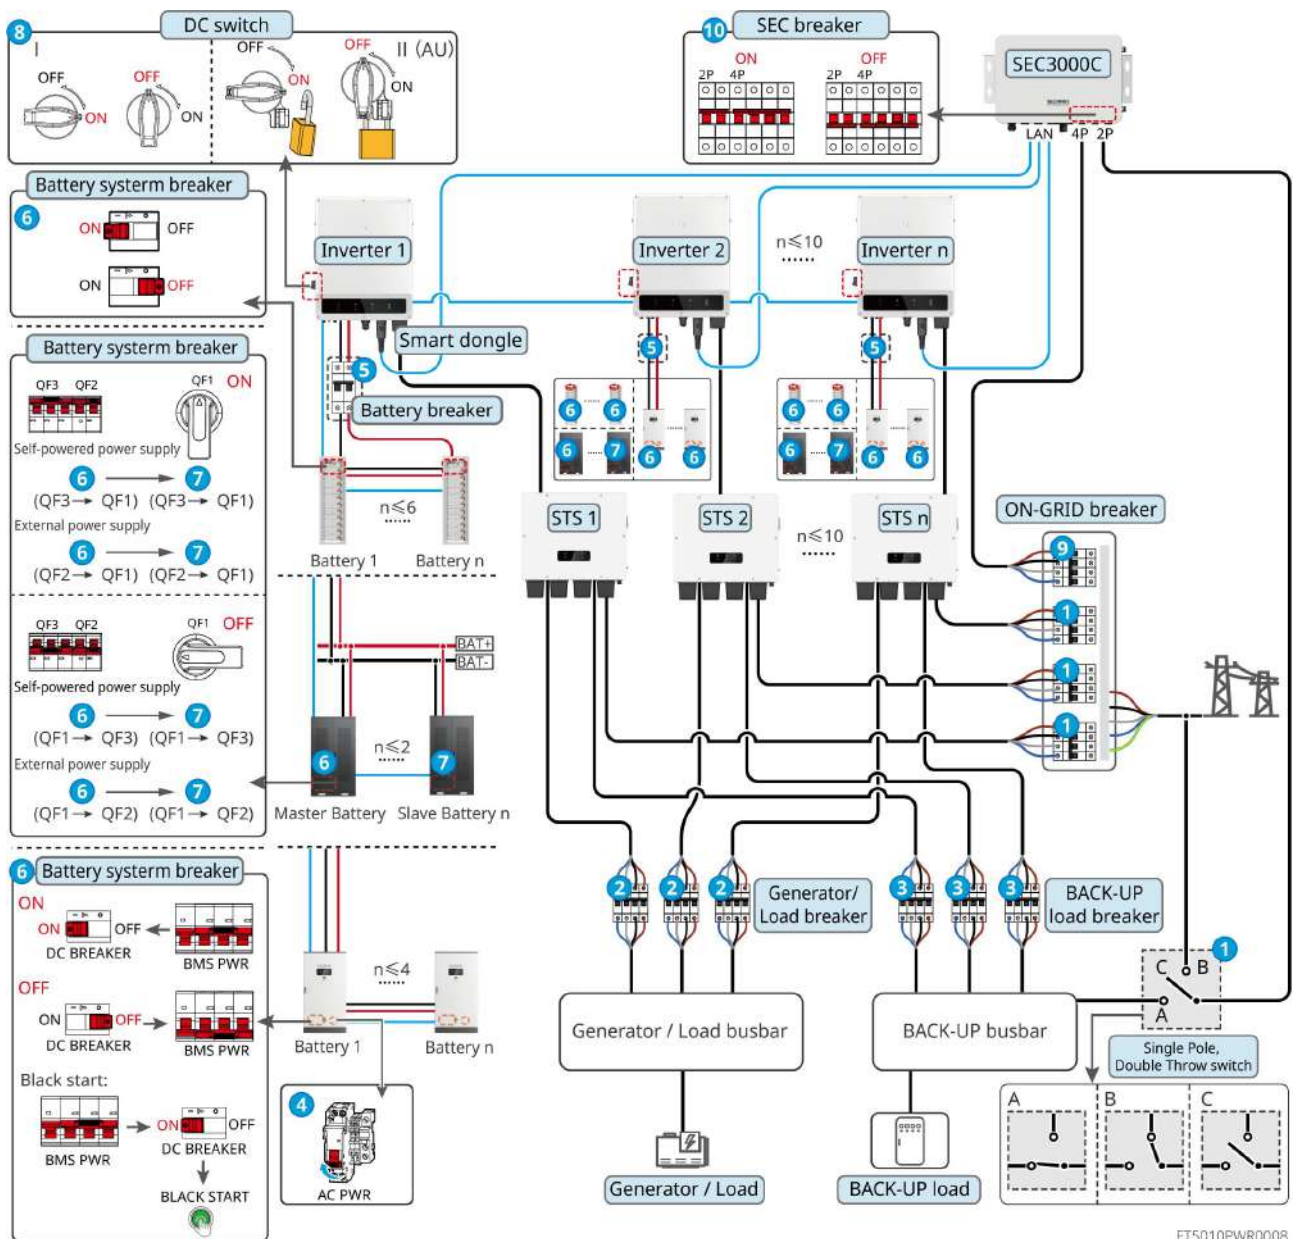 8
DC switch
I
II (AU)
OFF
ON
OFF
ON
OFF
ON
OFF
ON
10
SEC breaker
ON
OFF
2P 4P
2P 4P
SEC3000C
LAN 4P 2P
Battery systerm breaker
6
ON OFF
ON OFF
Inverter 1
Inverter 2
n≤10
......
Inverter n
Battery systerm breaker
QF3 QF2
QF1 ON
Self-powered power supply
6 7
(QF3→ QF1) (QF3→ QF1)
External power supply
6 7
(QF2→ QF1) (QF2→ QF1)
QF3 QF2
QF1 OFF
Self-powered power supply
6 7
(QF1→ QF3) (QF1→ QF3)
External power supply
6 7
(QF1→ QF2) (QF1→ QF2)
Smart dongle
5
Battery breaker
5
5
6 6
6 7 6 6
6 6
6 7 6 6
n≤6
......
Battery 1 Battery n
STS 1
STS 2
n≤10
......
STS n
ON-GRID breaker
9
1
1
1
BAT+
BAT-
6
n≤2
......
7
Master Battery Slave Battery n
2 2 2
Generator/
Load breaker
3 3 3
BACK-UP
load breaker
6 Battery systerm breaker
ON
ON OFF
DC BREAKER
BMS PWR
OFF
ON OFF
DC BREAKER
BMS PWR
Black start:
BMS PWR
ON OFF
DC BREAKER
BLACK START
n≤4
......
Battery 1 Battery n
4
AC PWR
Generator / Load busbar
BACK-UP busbar
Generator / Load
BACK-UP load
1
C B
A
Single Pole,
Double Throw switch
A B C
ET5010PWR0008